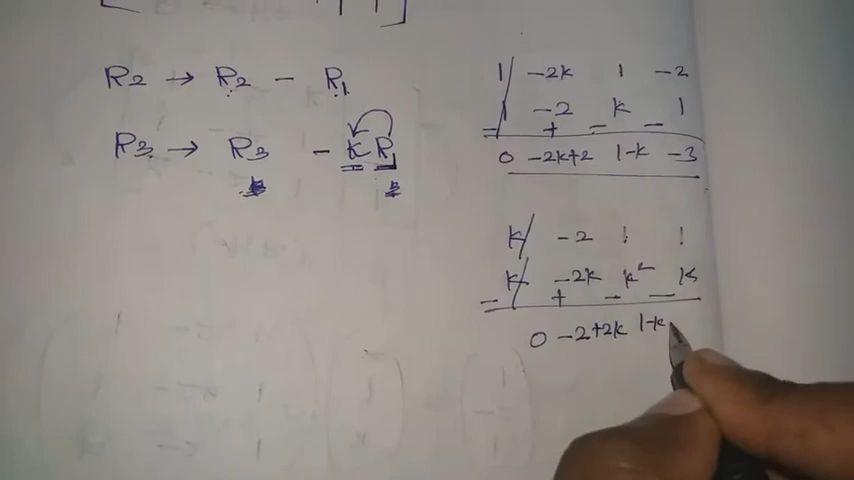 R2 → R2 - R1
R3 → R3 - KR1
1 -2k 1 -2
1 -2 k 1
- + - -
0 -2k+2 1-k -3
k -2 1 1
k -2k k² k
- + - -
0 -2+2k 1-k